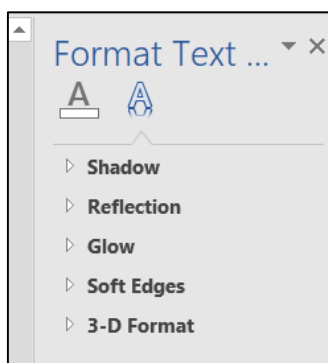 Format Text ...
Shadow
Reflection
Glow
Soft Edges
3-D Format